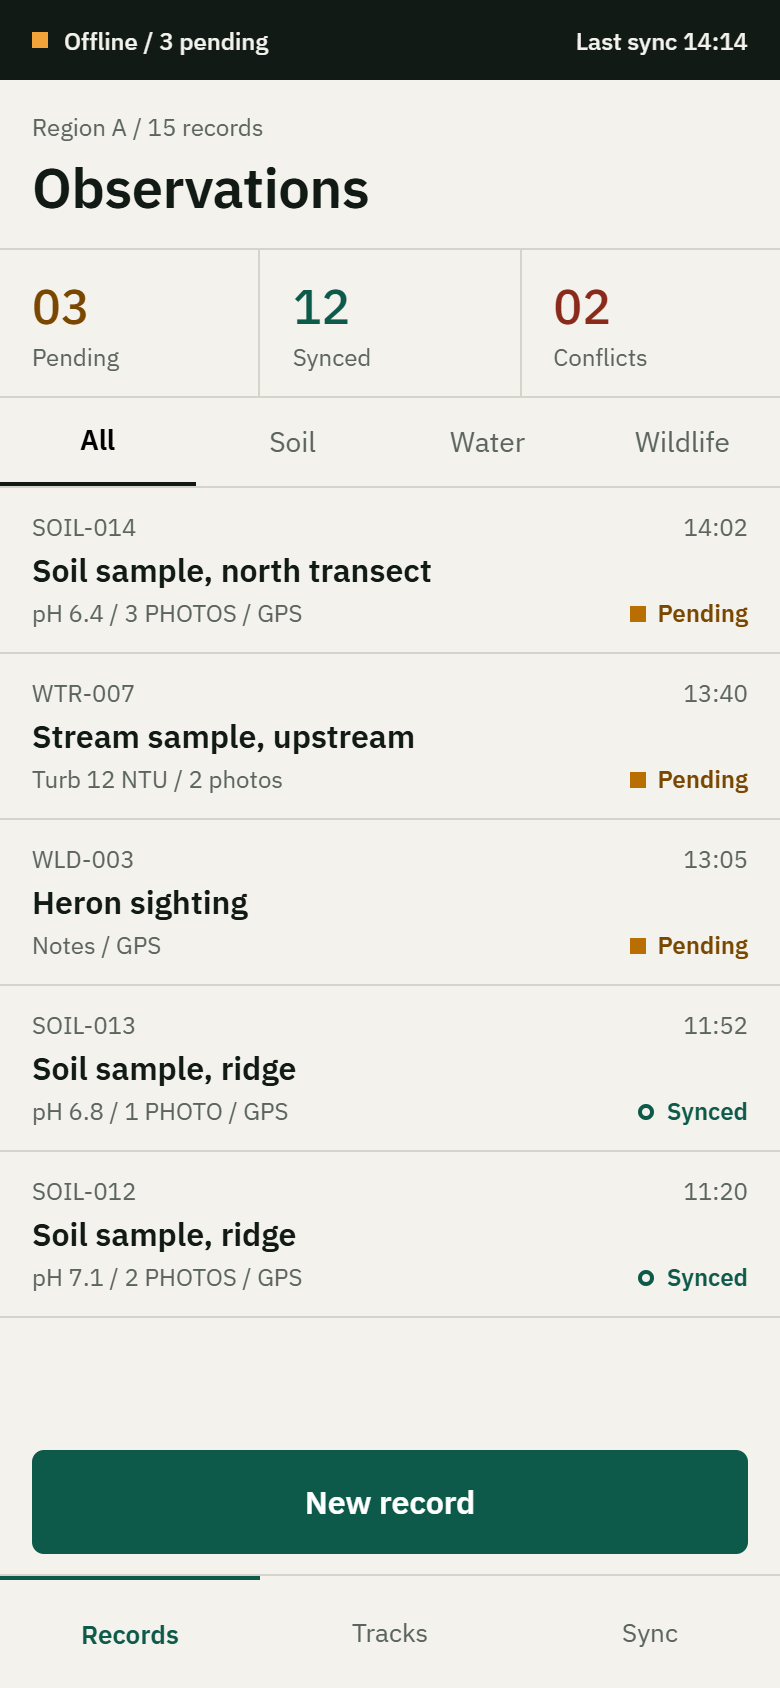 Offline / 3 pending
Last sync 14:14
Region A / 15 records
Observations
03
Pending
12
Synced
02
Conflicts
All
Soil
Water
Wildlife
SOIL-014
14:02
Soil sample, north transect
pH 6.4 / 3 PHOTOS / GPS
Pending
WTR-007
13:40
Stream sample, upstream
Turb 12 NTU / 2 photos
Pending
WLD-003
13:05
Heron sighting
Notes / GPS
Pending
SOIL-013
11:52
Soil sample, ridge
pH 6.8 / 1 PHOTO / GPS
Synced
SOIL-012
11:20
Soil sample, ridge
pH 7.1 / 2 PHOTOS / GPS
Synced
New record
Records
Tracks
Sync